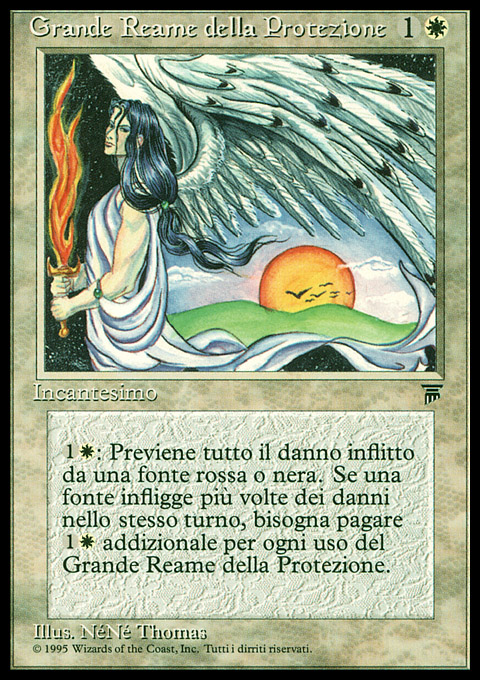 Grande Reame della Protezione 1
Incantesimo
1 : Previene tutto il danno inflitto
da una fonte rossa o nera. Se una
fonte infligge più volte dei danni
nello stesso turno, bisogna pagare
1 addizionale per ogni uso del
Grande Reame della Protezione.
Illus. NéNé Thomas
© 1995 Wizards of the Coast, Inc. Tutti i dirriti riservati.